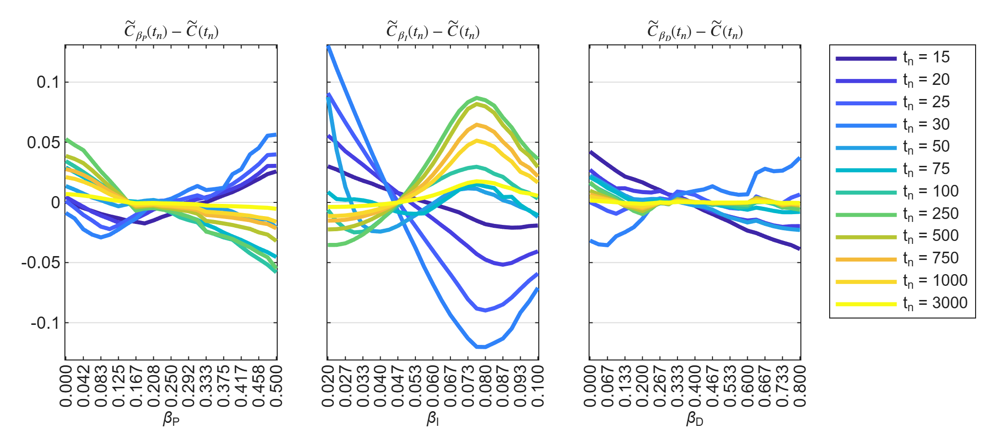 C̃_{β_P}(t_n) − C̃(t_n)
C̃_{β_I}(t_n) − C̃(t_n)
C̃_{β_D}(t_n) − C̃(t_n)
0.1
0.05
0
-0.05
-0.1
0.000 0.042 0.083 0.125 0.167 0.208 0.250 0.292 0.333 0.375 0.417 0.458 0.500
β_P
0.020 0.027 0.033 0.040 0.047 0.053 0.060 0.067 0.073 0.080 0.087 0.093 0.100
β_I
0.000 0.067 0.133 0.200 0.267 0.333 0.400 0.467 0.533 0.600 0.667 0.733 0.800
β_D
t_n = 15
t_n = 20
t_n = 25
t_n = 30
t_n = 50
t_n = 75
t_n = 100
t_n = 250
t_n = 500
t_n = 750
t_n = 1000
t_n = 3000